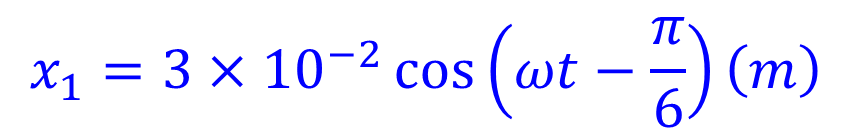 x₁ = 3 × 10⁻² cos (ωt − π/6) (m)